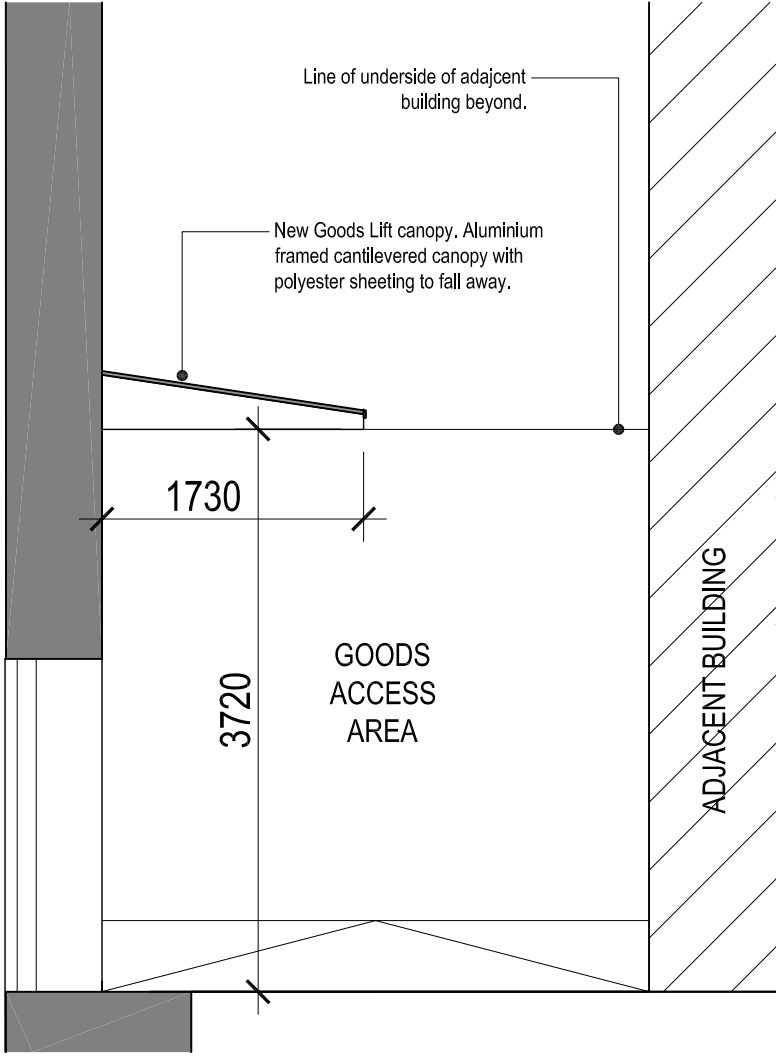 Line of underside of adajcent
building beyond.
New Goods Lift canopy. Aluminium
framed cantilevered canopy with
polyester sheeting to fall away.
1730
3720
GOODS
ACCESS
AREA
ADJACENT BUILDING